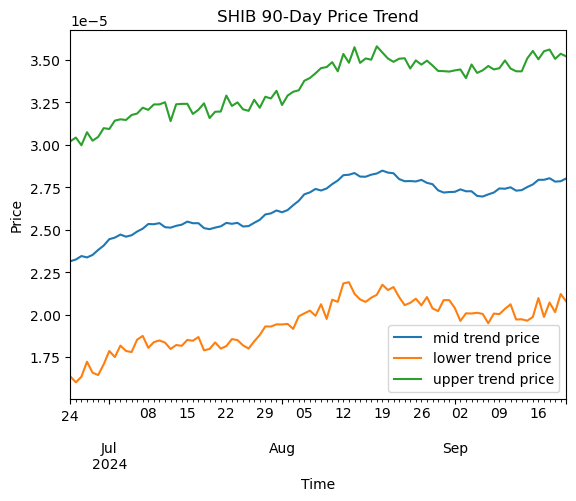 SHIB 90-Day Price Trend
1e−5
3.50
3.25
3.00
2.75
2.50
2.25
2.00
1.75
Price
mid trend price
lower trend price
upper trend price
24 08 15 22 29 05 12 19 26 02 09 16
Jul Aug Sep
2024
Time